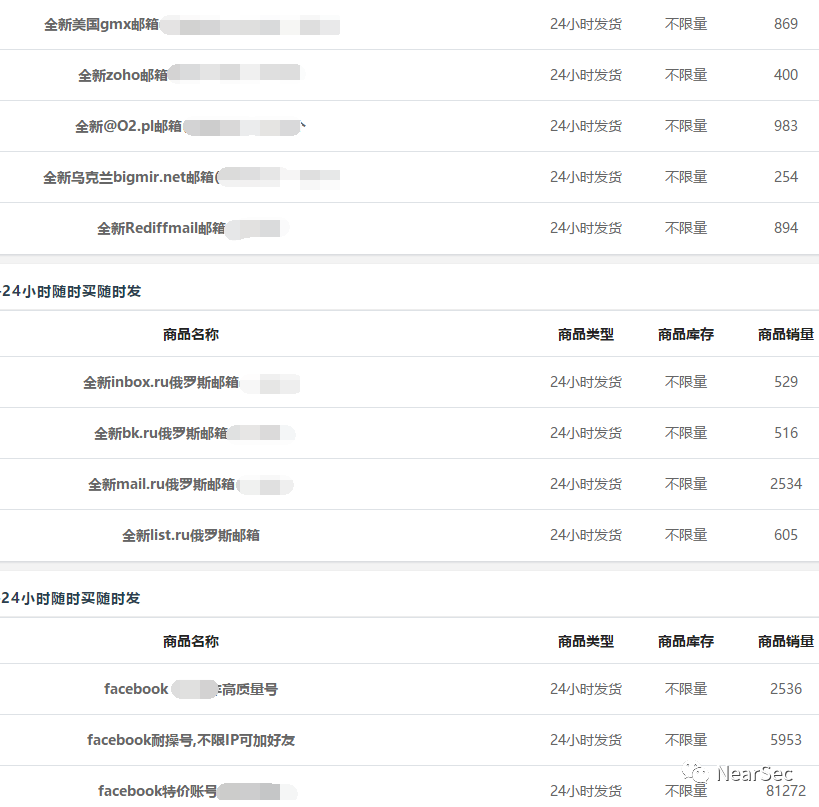 全新美国gmx邮箱 24小时发货 不限量 869
全新zoho邮箱 24小时发货 不限量 400
全新@O2.pl邮箱 24小时发货 不限量 983
全新乌克兰bigmir.net邮箱( 24小时发货 不限量 254
全新Rediffmail邮箱 24小时发货 不限量 894
24小时随时买随时发
商品名称 商品类型 商品库存 商品销量
全新inbox.ru俄罗斯邮箱 24小时发货 不限量 529
全新bk.ru俄罗斯邮箱 24小时发货 不限量 516
全新mail.ru俄罗斯邮箱 24小时发货 不限量 2534
全新list.ru俄罗斯邮箱 24小时发货 不限量 605
24小时随时买随时发
商品名称 商品类型 商品库存 商品销量
facebook 高质量号 24小时发货 不限量 2536
facebook耐操号,不限IP可加好友 24小时发货 不限量 5953
facebook特价账号 24小时发货 不限量 81272
NearSec